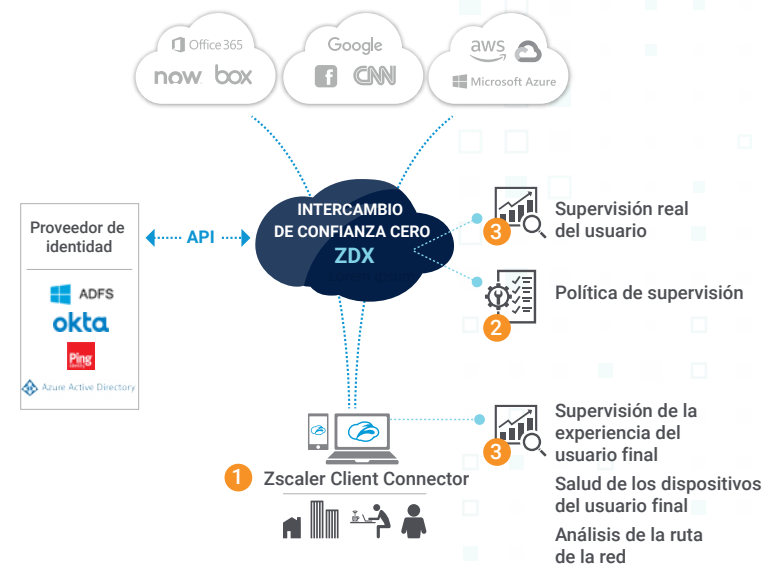 Office 365
now box
Google
f CNN
aws
Microsoft Azure
INTERCAMBIO
DE CONFIANZA CERO
ZDX
Proveedor de
identidad
ADFS
okta
Ping
Azure Active Directory
API
3
Supervisión real
del usuario
2
Política de supervisión
3
Supervisión de la
experiencia del
usuario final
Salud de los dispositivos
del usuario final
Análisis de la ruta
de la red
1 Zscaler Client Connector